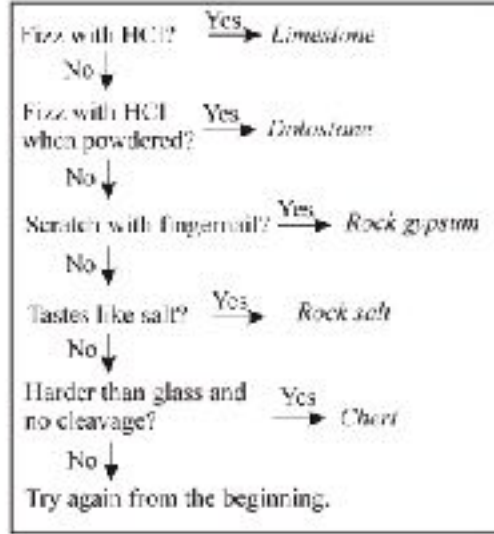 Fizz with HCl? Yes Limestone
No
Fizz with HCl Yes
when powdered? Dolostone
No
Scratch with fingernail? Yes Rock gypsum
No
Tastes like salt? Yes Rock salt
No
Harder than glass and Yes
no cleavage? Chert
No
Try again from the beginning.